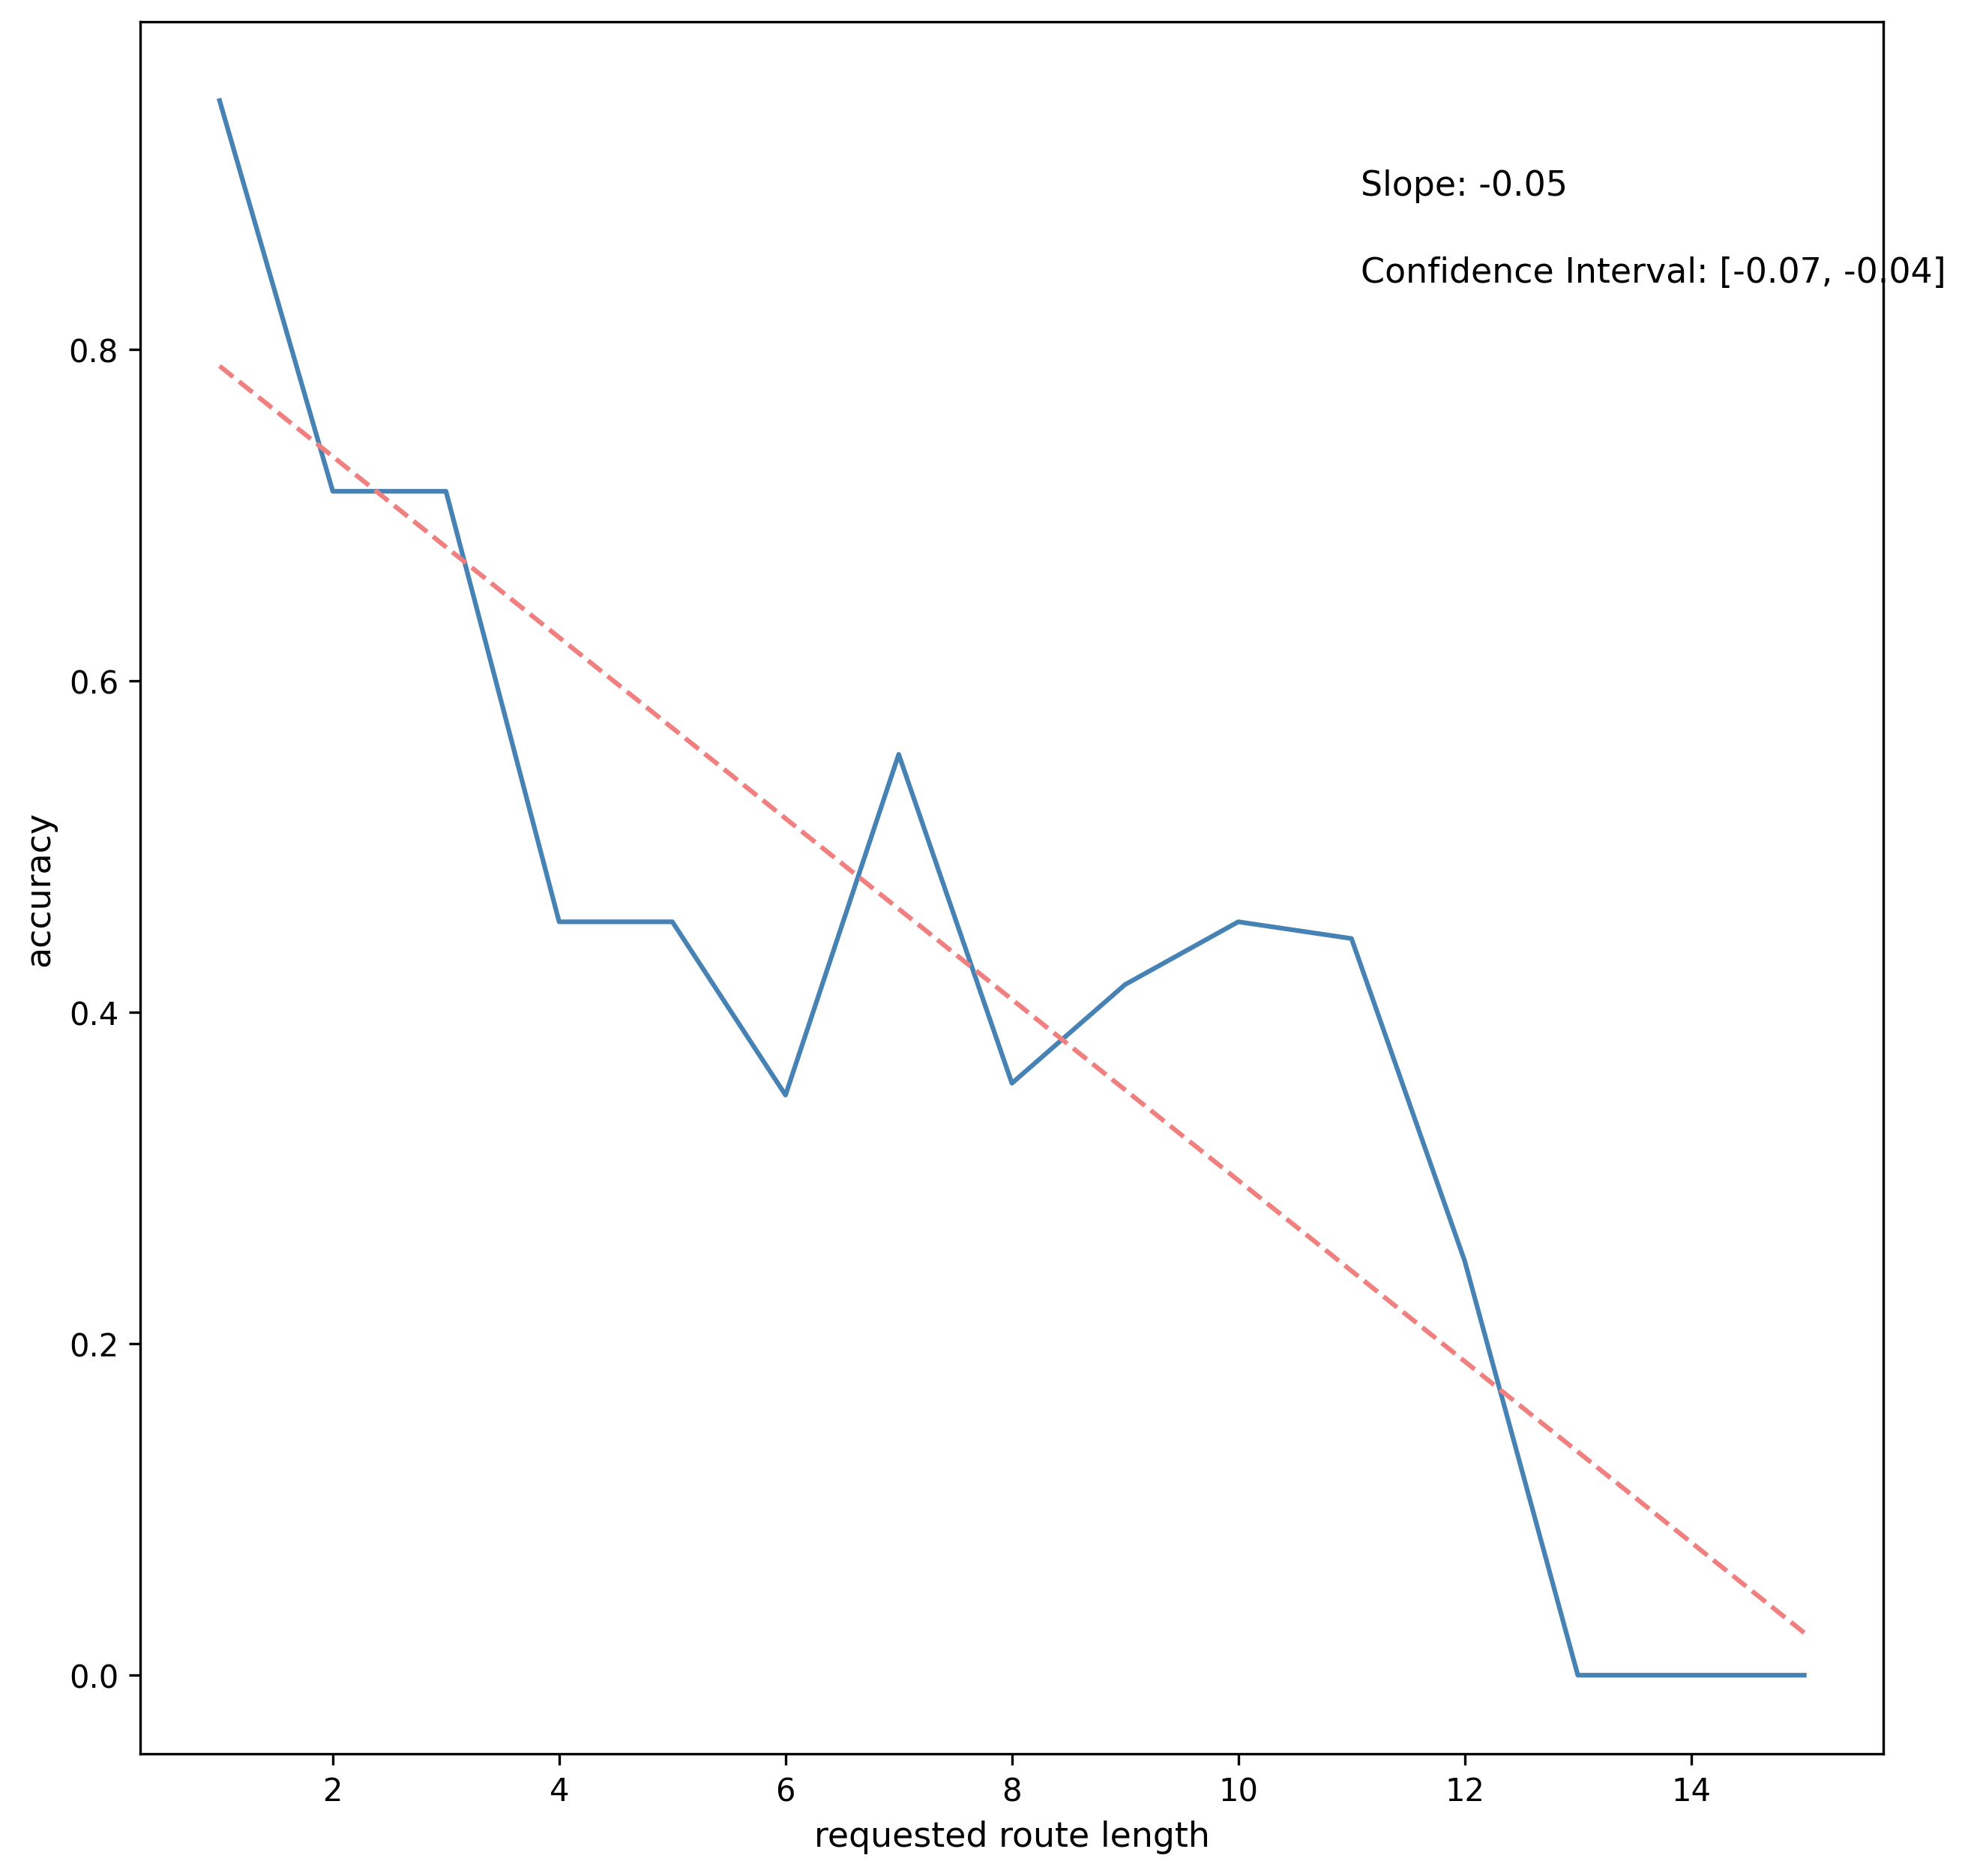 Slope: -0.05
Confidence Interval: [-0.07, -0.04]
0.8
0.6
0.4
0.2
0.0
accuracy
2 4 6 8 10 12 14
requested route length